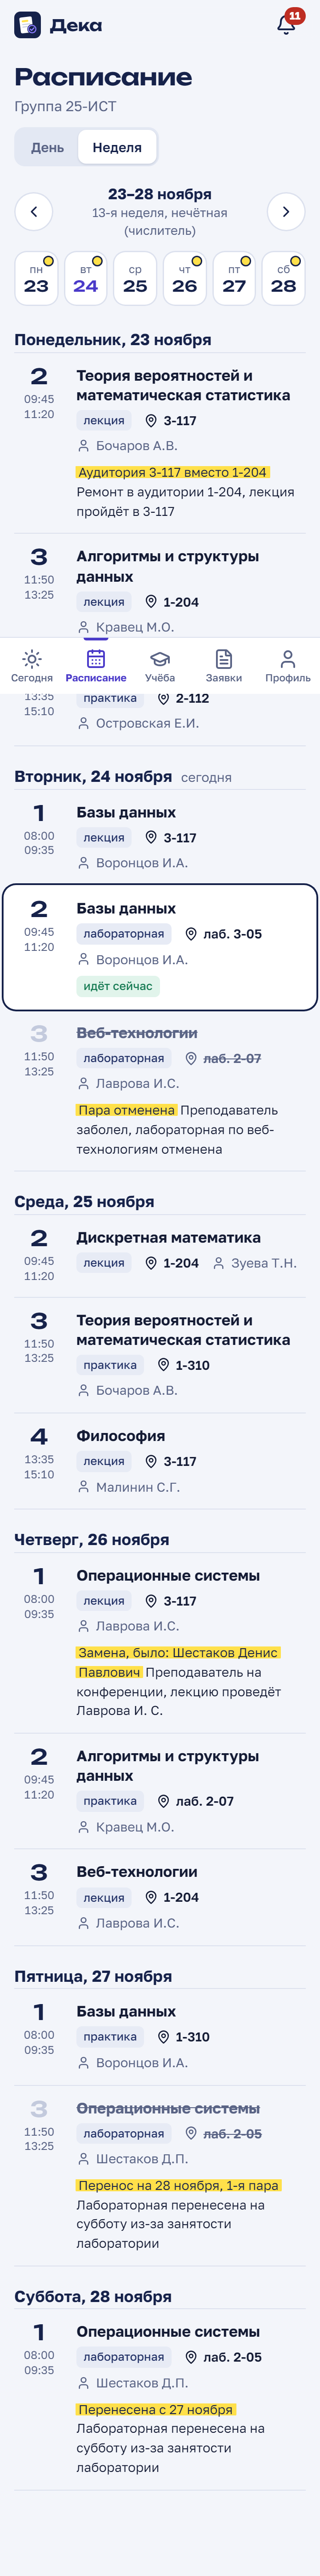 Дека
11
Расписание
Группа 25-ИСТ
День Неделя
23–28 ноября
13-я неделя, нечётная
(числитель)
пн вт ср чт пт сб
23 24 25 26 27 28
Понедельник, 23 ноября
2
09:45
11:20
Теория вероятностей и
математическая статистика
лекция 3-117
Бочаров А.В.
Аудитория 3-117 вместо 1-204
Ремонт в аудитории 1-204, лекция
пройдёт в 3-117
3
11:50
13:25
Алгоритмы и структуры
данных
лекция 1-204
Кравец М.О.
Сегодня Расписание Учёба Заявки Профиль
13:35
15:10
практика 2-112
Островская Е.И.
Вторник, 24 ноября сегодня
1
08:00
09:35
Базы данных
лекция 3-117
Воронцов И.А.
2
09:45
11:20
Базы данных
лабораторная лаб. 3-05
Воронцов И.А.
идёт сейчас
3
11:50
13:25
Веб-технологии
лабораторная лаб. 2-07
Лаврова И.С.
Пара отменена Преподаватель
заболел, лабораторная по веб-
технологиям отменена
Среда, 25 ноября
2
09:45
11:20
Дискретная математика
лекция 1-204 Зуева Т.Н.
3
11:50
13:25
Теория вероятностей и
математическая статистика
практика 1-310
Бочаров А.В.
4
13:35
15:10
Философия
лекция 3-117
Малинин С.Г.
Четверг, 26 ноября
1
08:00
09:35
Операционные системы
лекция 3-117
Лаврова И.С.
Замена, было: Шестаков Денис
Павлович Преподаватель на
конференции, лекцию проведёт
Лаврова И. С.
2
09:45
11:20
Алгоритмы и структуры
данных
практика лаб. 2-07
Кравец М.О.
3
11:50
13:25
Веб-технологии
лекция 1-204
Лаврова И.С.
Пятница, 27 ноября
1
08:00
09:35
Базы данных
практика 1-310
Воронцов И.А.
3
11:50
13:25
Операционные системы
лабораторная лаб. 2-05
Шестаков Д.П.
Перенос на 28 ноября, 1-я пара
Лабораторная перенесена на
субботу из-за занятости
лаборатории
Суббота, 28 ноября
1
08:00
09:35
Операционные системы
лабораторная лаб. 2-05
Шестаков Д.П.
Перенесена с 27 ноября
Лабораторная перенесена на
субботу из-за занятости
лаборатории